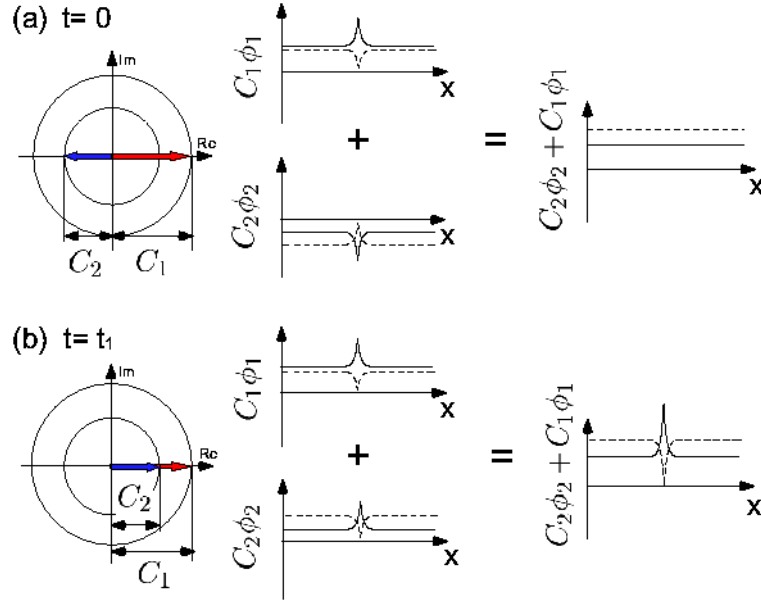 (a) t= 0
Im
Re
C₂ C₁
C₁ϕ₁
X
+
C₂ϕ₂
X
=
C₂ϕ₂ + C₁ϕ₁
X
(b) t= t₁
Im
Re
C₂
C₁
C₁ϕ₁
X
+
C₂ϕ₂
X
=
C₂ϕ₂ + C₁ϕ₁
X